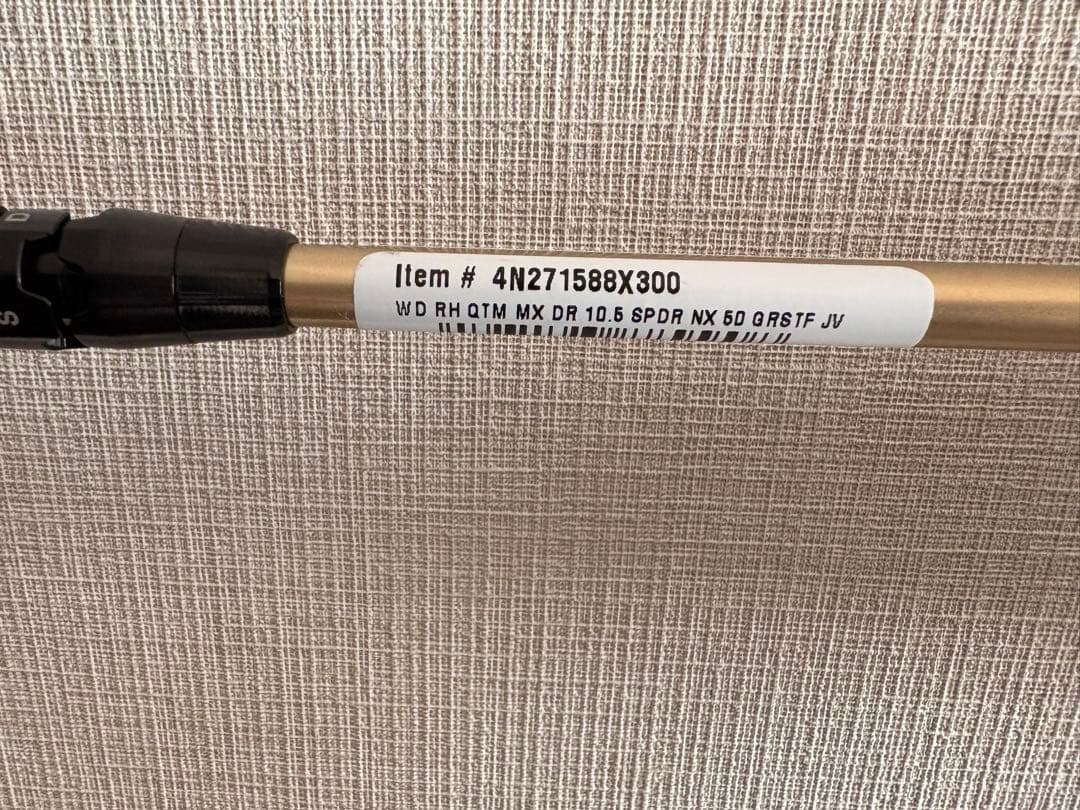 Item # 4N271588X300
WD RH QTM MX DR 10.5 SPDR NX 50 GRSTF JV
D
S